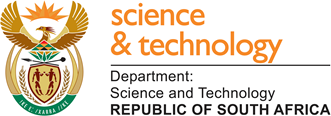 science
& technology
Department:
Science and Technology
REPUBLIC OF SOUTH AFRICA